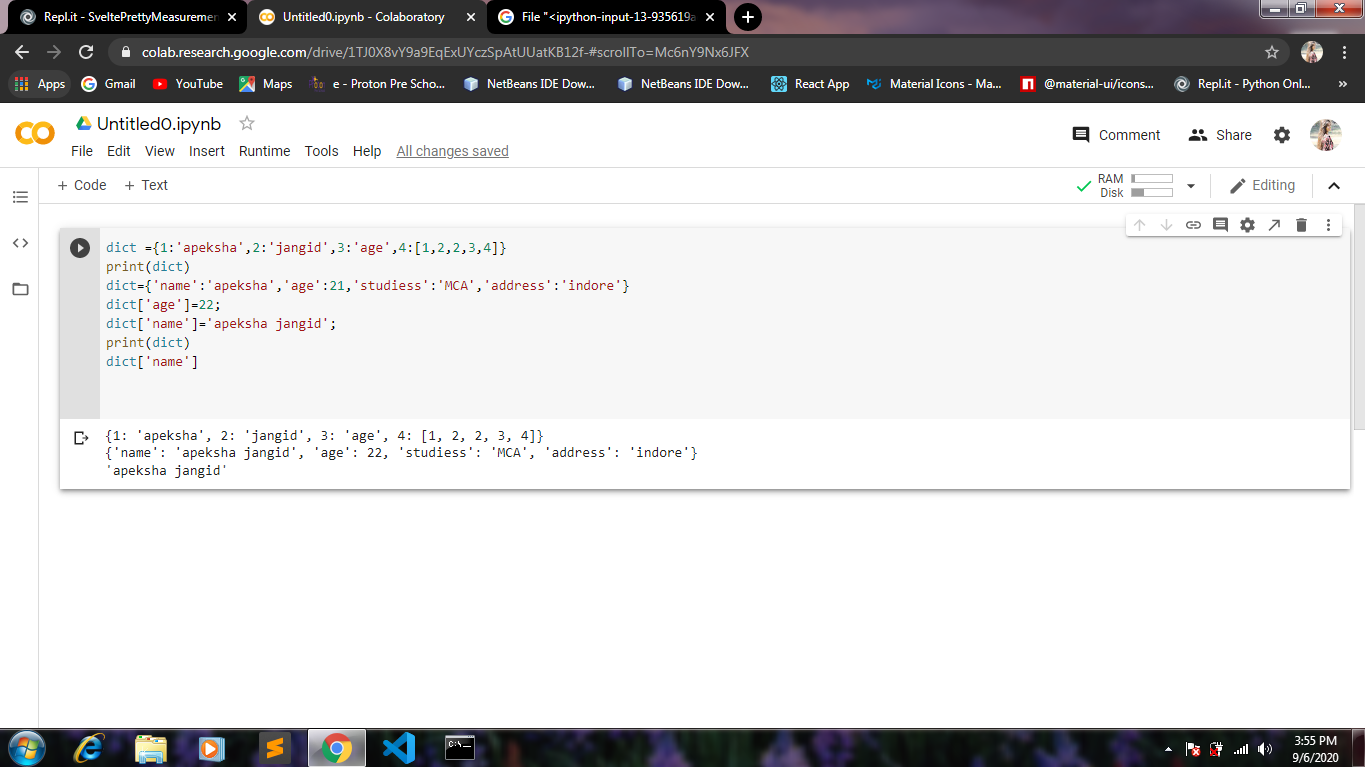 Repl.it - SveltePrettyMeasuremen
Untitled0.ipynb - Colaboratory
File "<ipython-input-13-935619a
colab.research.google.com/drive/1TJ0X8vY9a9EqExUYczSpAtUUatKB12f-#scrollTo=Mc6nY9Nx6JFX
Apps Gmail YouTube Maps e - Proton Pre Scho... NetBeans IDE Dow... NetBeans IDE Dow... React App Material Icons - Ma... @material-ui/icons... Repl.it - Python Onl... »
Untitled0.ipynb
Comment Share
File Edit View Insert Runtime Tools Help All changes saved
+ Code + Text
RAM
Disk
Editing
dict ={1:'apeksha',2:'jangid',3:'age',4:[1,2,2,3,4]}
print(dict)
dict={'name':'apeksha','age':21,'studiess':'MCA','address':'indore'}
dict['age']=22;
dict['name']='apeksha jangid';
print(dict)
dict['name']
{1: 'apeksha', 2: 'jangid', 3: 'age', 4: [1, 2, 2, 3, 4]}
{'name': 'apeksha jangid', 'age': 22, 'studiess': 'MCA', 'address': 'indore'}
'apeksha jangid'
3:55 PM
9/6/2020